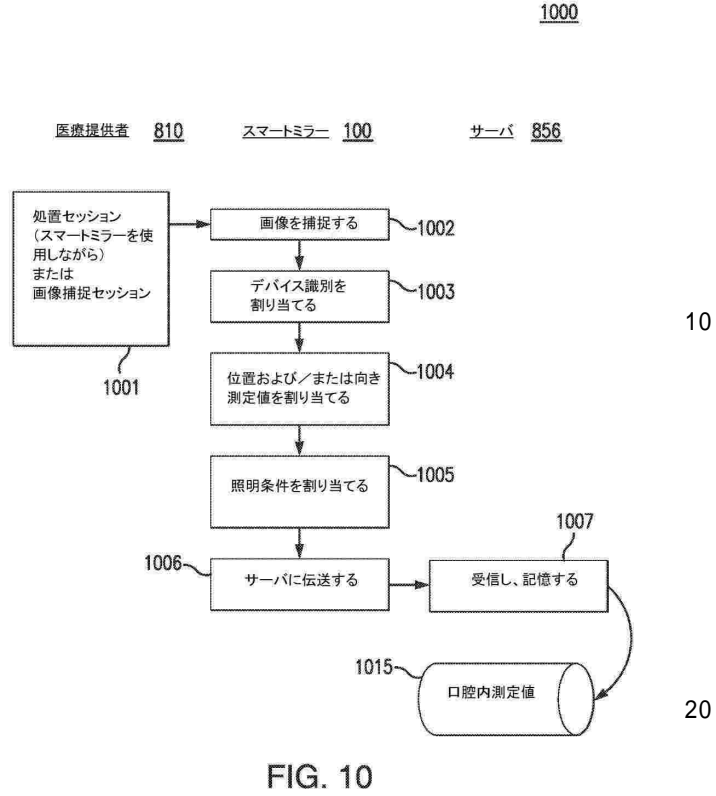 1000
医療提供者 810 スマートミラー 100 サーバ 856
処置セッション
(スマートミラーを使
用しながら)
または
画像捕捉セッション
1001
画像を捕捉する
1002
デバイス識別を
割り当てる
1003
10
位置および/または向き
測定値を割り当てる
1004
照明条件を割り当てる
1005
1006
サーバに伝送する
1007
受信し、記憶する
1015
口腔内測定値
20
FIG. 10